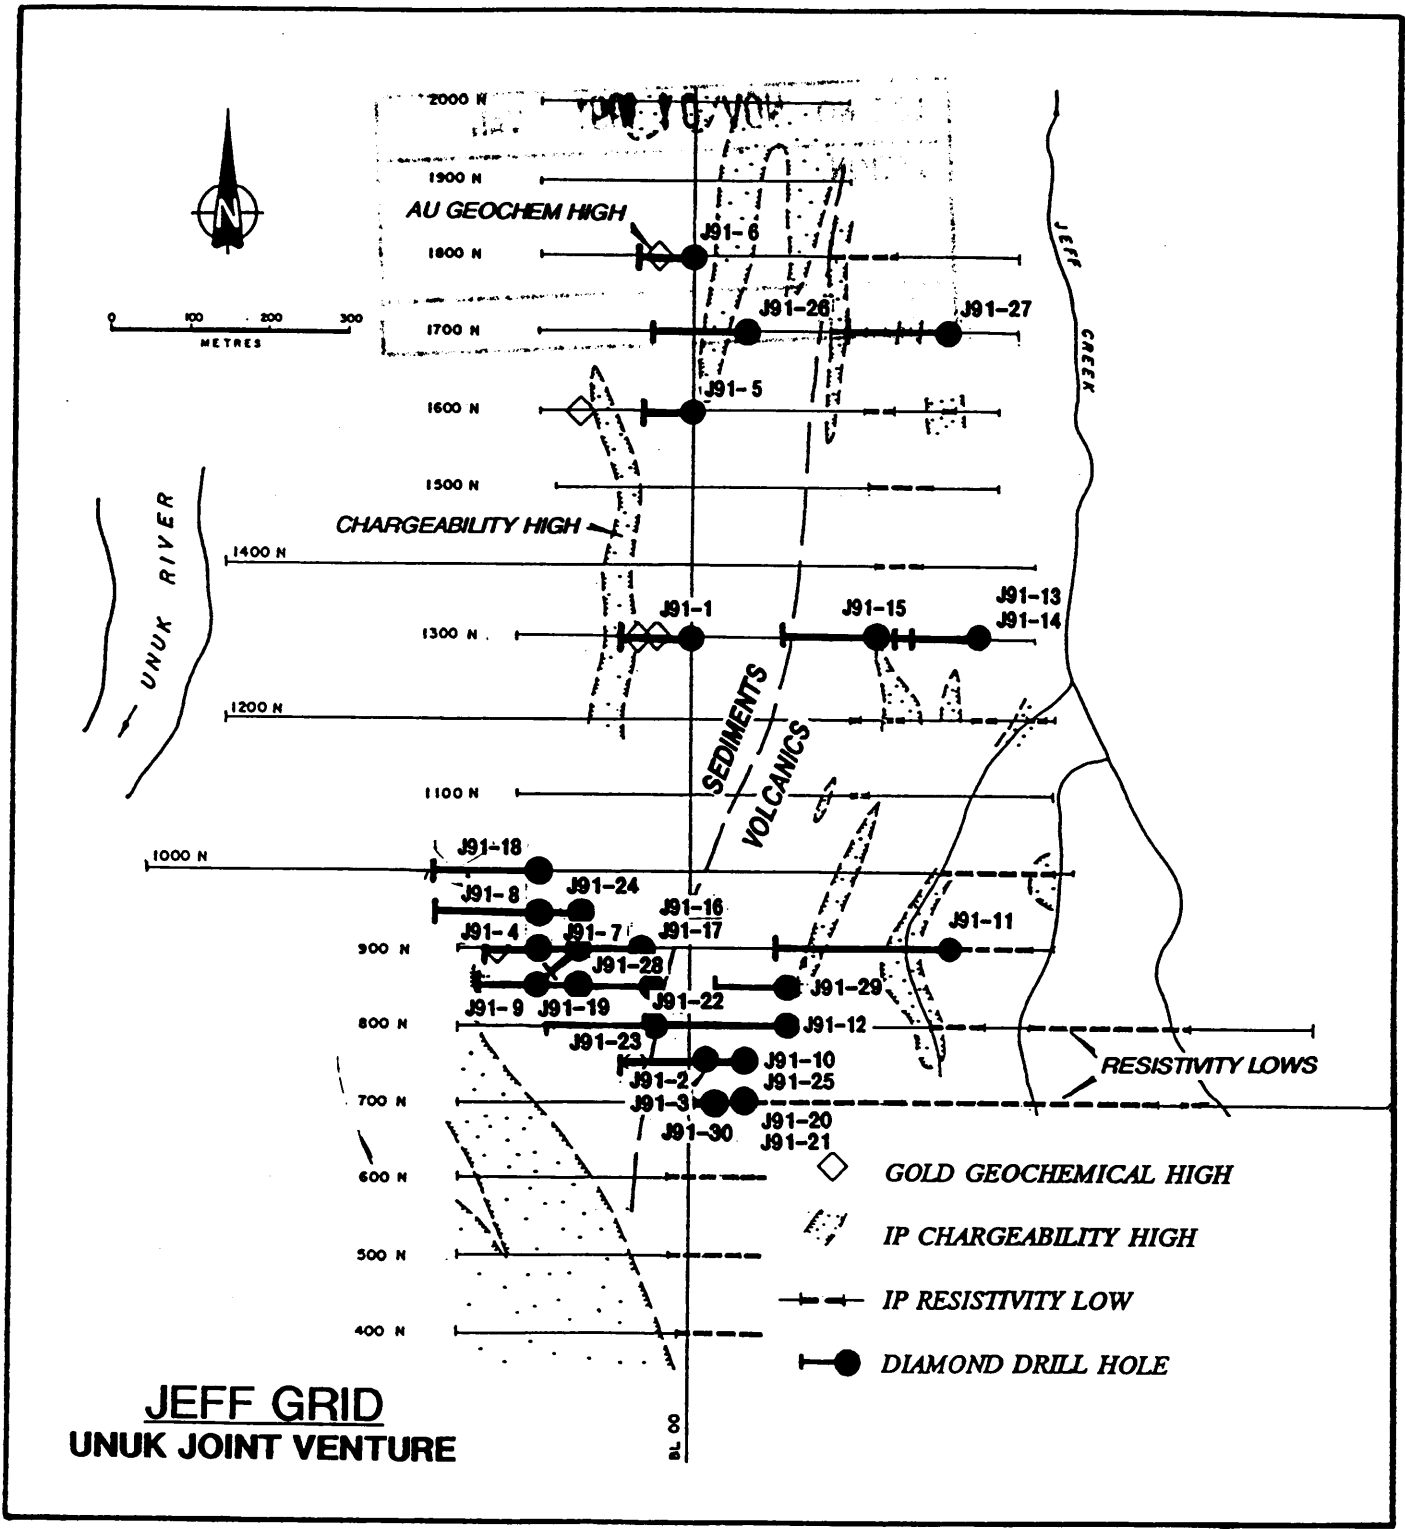 2000 N
1900 N
AU GEOCHEM HIGH
J91-6
1800 N
N
JEFF CREEK
0 100 200 300
METRES
J91-26
J91-27
1700 N
J91-5
1600 N
1500 N
UNUK RIVER
CHARGEABILITY HIGH
1400 N
J91-13
J91-14
J91-1
J91-15
1300 N
SEDIMENTS
VOLCANICS
1200 N
1100 N
J91-18
1000 N
J91-8
J91-24
J91-16
J91-17
J91-4
J91-7
J91-11
900 N
J91-28
J91-29
J91-9
J91-19
J91-22
800 N
J91-12
J91-23
J91-10
J91-25
J91-2
RESISTIVITY LOWS
700 N
J91-3
J91-20
J91-21
J91-30
600 N
GOLD GEOCHEMICAL HIGH
IP CHARGEABILITY HIGH
500 N
IP RESISTIVITY LOW
400 N
DIAMOND DRILL HOLE
JEFF GRID
UNUK JOINT VENTURE
BL 00